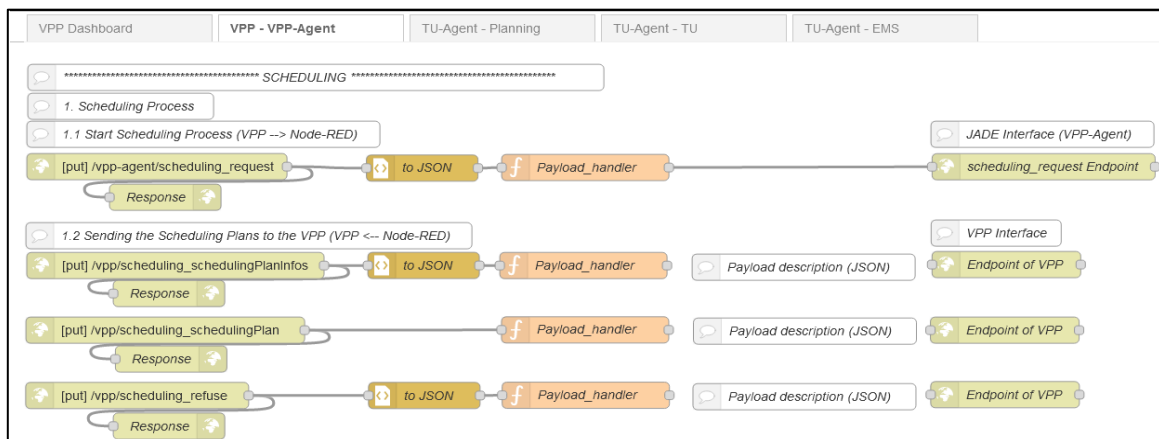 VPP Dashboard
VPP - VPP-Agent
TU-Agent - Planning
TU-Agent - TU
TU-Agent - EMS
****************************************** SCHEDULING ********************************************
1. Scheduling Process
1.1 Start Scheduling Process (VPP --> Node-RED)
JADE Interface (VPP-Agent)
[put] /vpp-agent/scheduling_request
to JSON
Payload_handler
scheduling_request Endpoint
Response
1.2 Sending the Scheduling Plans to the VPP (VPP <-- Node-RED)
VPP Interface
[put] /vpp/scheduling_schedulingPlanInfos
to JSON
Payload_handler
Payload description (JSON)
Endpoint of VPP
Response
[put] /vpp/scheduling_schedulingPlan
Payload_handler
Payload description (JSON)
Endpoint of VPP
Response
[put] /vpp/scheduling_refuse
to JSON
Payload_handler
Payload description (JSON)
Endpoint of VPP
Response